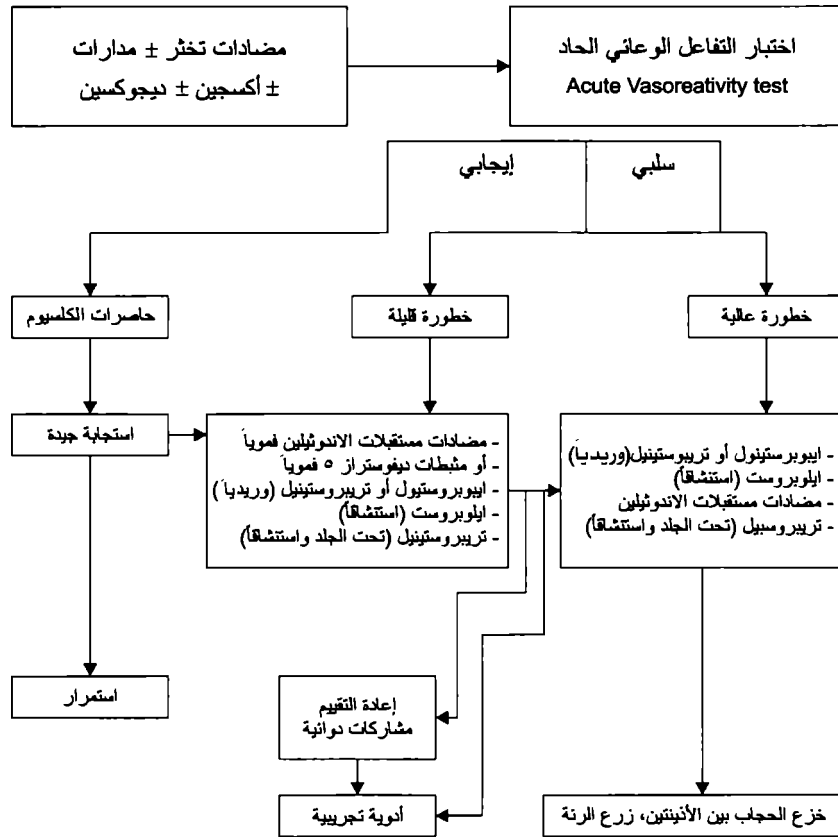 مضادات تخثر ± مدارات
± أكسجين ± ديجوكسين
اختبار التفاعل الوعائي الحاد
Acute Vasoreativity test
إيجابي
سلبي
حاصرات الكلسيوم
خطورة قليلة
خطورة عالية
استجابة جيدة
- مضادات مستقبلات الاندوثيلين فموياً
- أو مثبطات ديفوستراز ٥ فموياً
- ايبوبروستيول أو تريبروستينيل (وريدياً)
- ايلوبروست (استنشاقاً)
- تريبروستينيل (تحت الجلد واستنشاقاً)
- ايبوبرستينول أو تريبوستينيل(وريدياً)
- ايلوبروست (استنشاقاً)
- مضادات مستقبلات الاندوثيلين
- تريبروسبيل (تحت الجلد واستنشاقاً)
استمرار
إعادة التقييم
مشاركات دوائية
أدوية تجريبية
خزع الحجاب بين الأذينتين، زرع الرئة